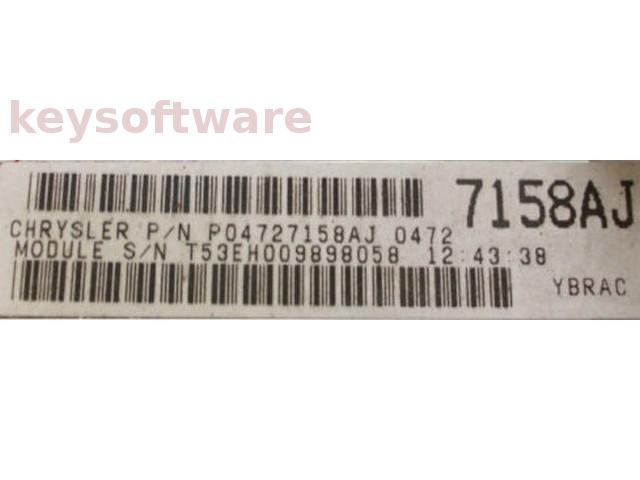 keysoftware
7158AJ
CHRYSLER P/N P04727158AJ 0472
MODULE S/N T53EH009898058 12:43:38
YBRAC